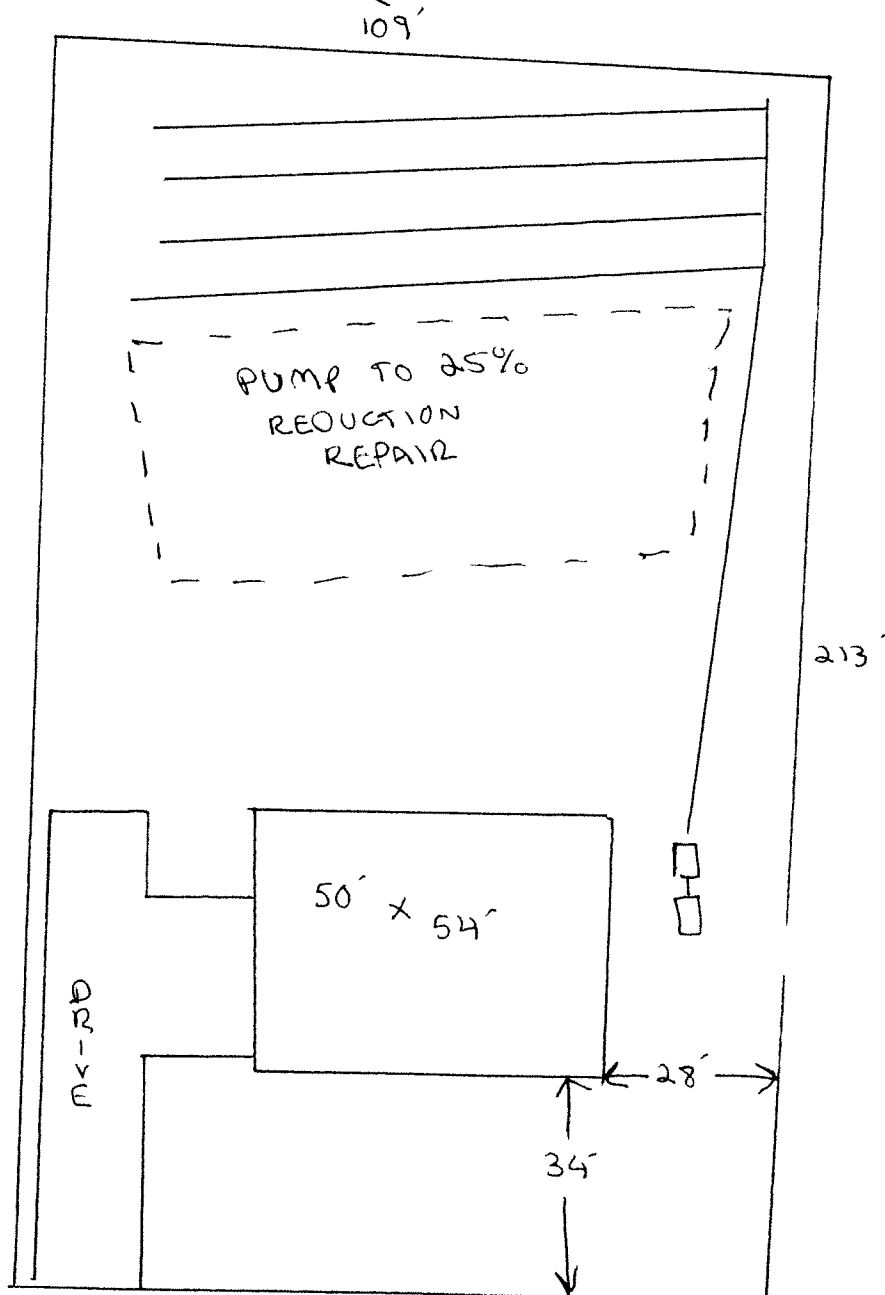 109'
PUMP TO 25%
REDUCTION
REPAIR
213'
50' x 54'
DRIVE
28'
34'